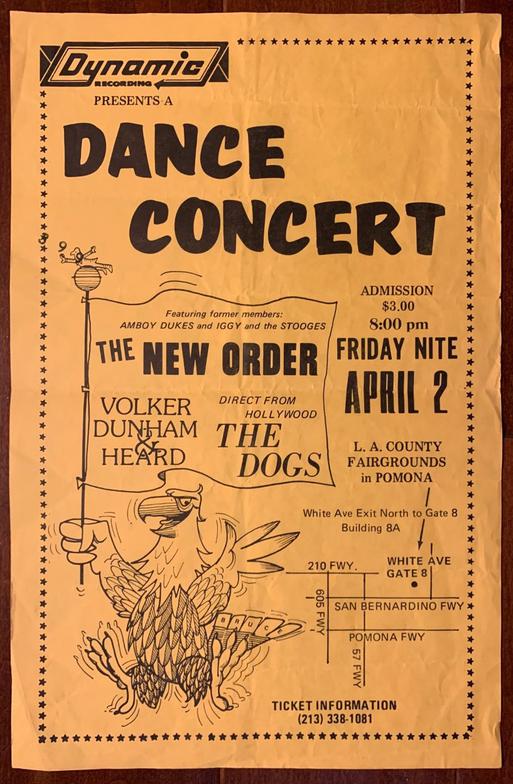 Dynamic
RECORDING
PRESENTS A
DANCE
CONCERT
Featuring former members:
AMBOY DUKES and IGGY and the STOOGES
THE NEW ORDER
VOLKER
DUNHAM
&
HEARD
DIRECT FROM
HOLLYWOOD
THE
DOGS
ADMISSION
$3.00
8:00 pm
FRIDAY NITE
APRIL 2
L. A. COUNTY
FAIRGROUNDS
in POMONA
White Ave Exit North to Gate 8
Building 8A
210 FWY.
WHITE AVE
GATE 8
605 FWY
SAN BERNARDINO FWY
POMONA FWY
57 FWY
BRUCE
TICKET INFORMATION
(213) 338-1081